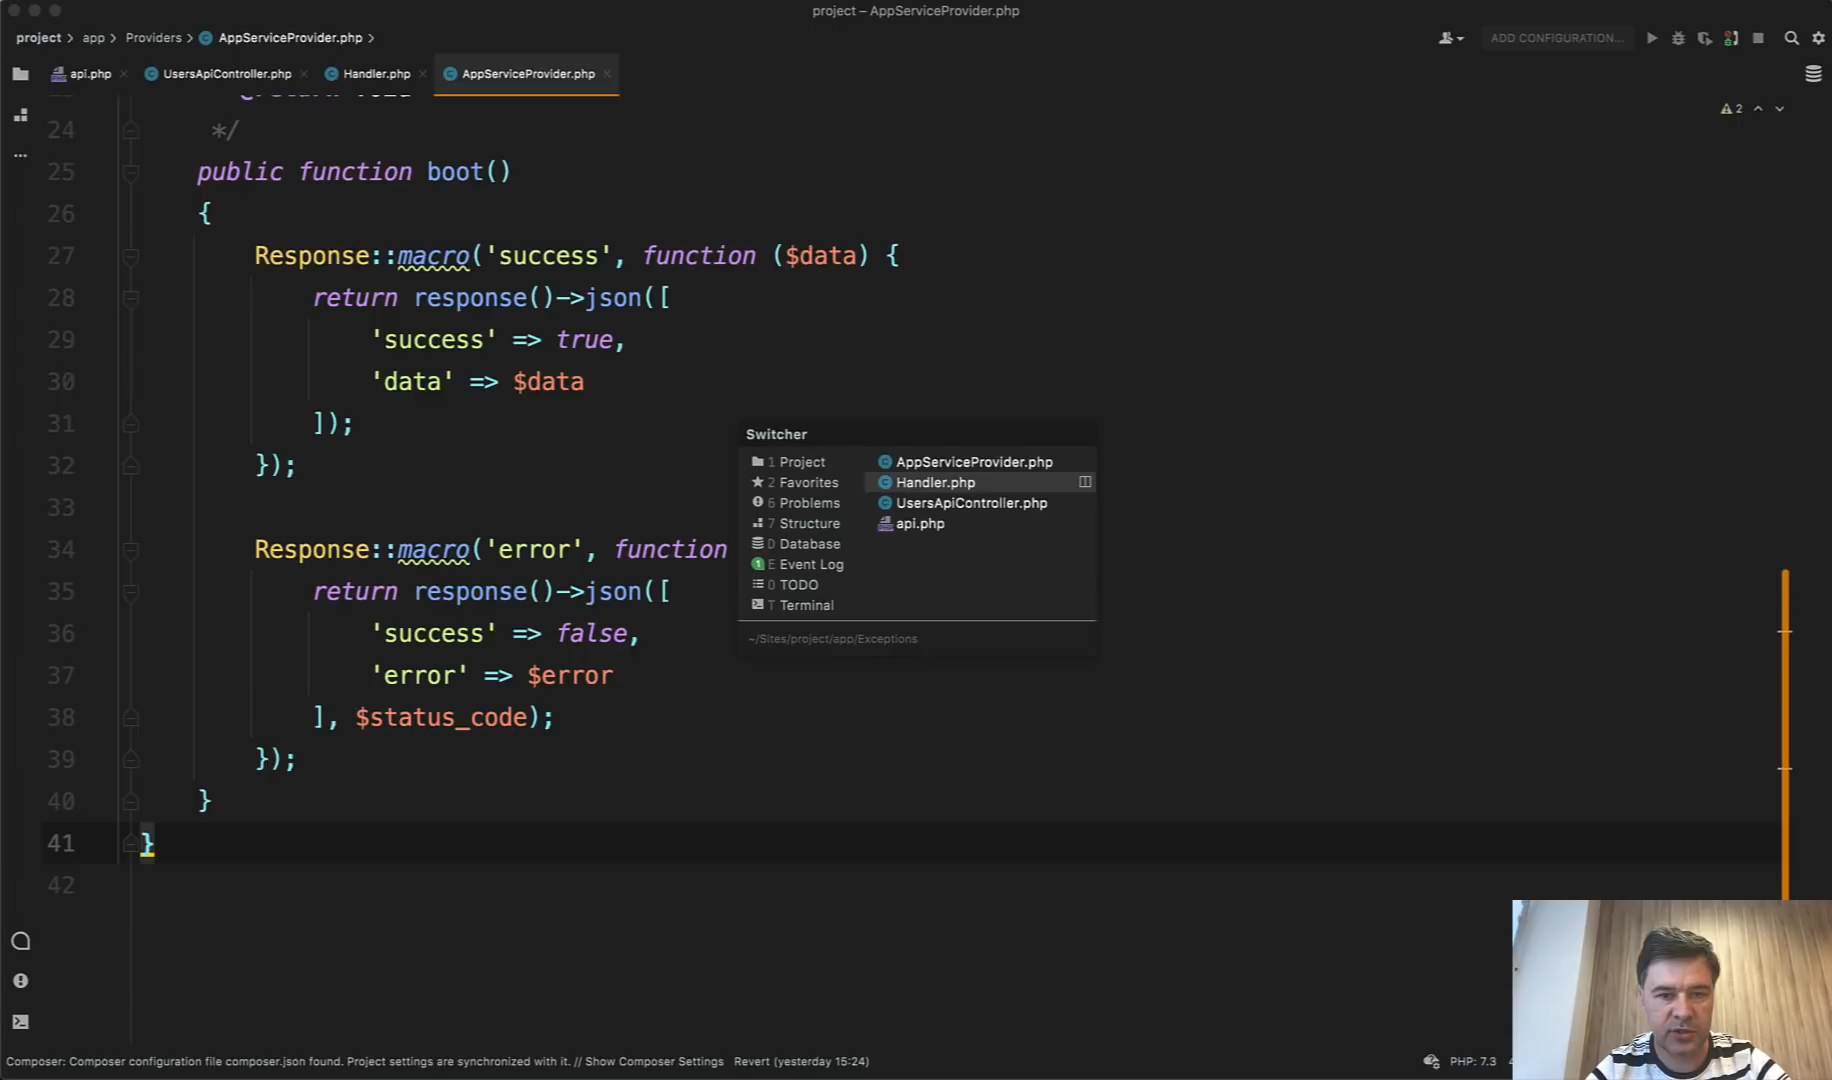 project – AppServiceProvider.php
project > app > Providers > AppServiceProvider.php >
ADD CONFIGURATION...
api.php
UsersApiController.php
Handler.php
AppServiceProvider.php
2
24 */
25 public function boot()
26 {
27 Response::macro('success', function ($data) {
28 return response()->json([
29 'success' => true,
30 'data' => $data
31 ]);
32 });
33
34 Response::macro('error', function
35 return response()->json([
36 'success' => false,
37 'error' => $error
38 ], $status_code);
39 });
40 }
41 }
42
Switcher
1 Project
2 Favorites
6 Problems
7 Structure
D Database
E Event Log
0 TODO
T Terminal
AppServiceProvider.php
Handler.php
UsersApiController.php
api.php
~/Sites/project/app/Exceptions
Composer: Composer configuration file composer.json found. Project settings are synchronized with it. // Show Composer Settings Revert (yesterday 15:24)
PHP: 7.3